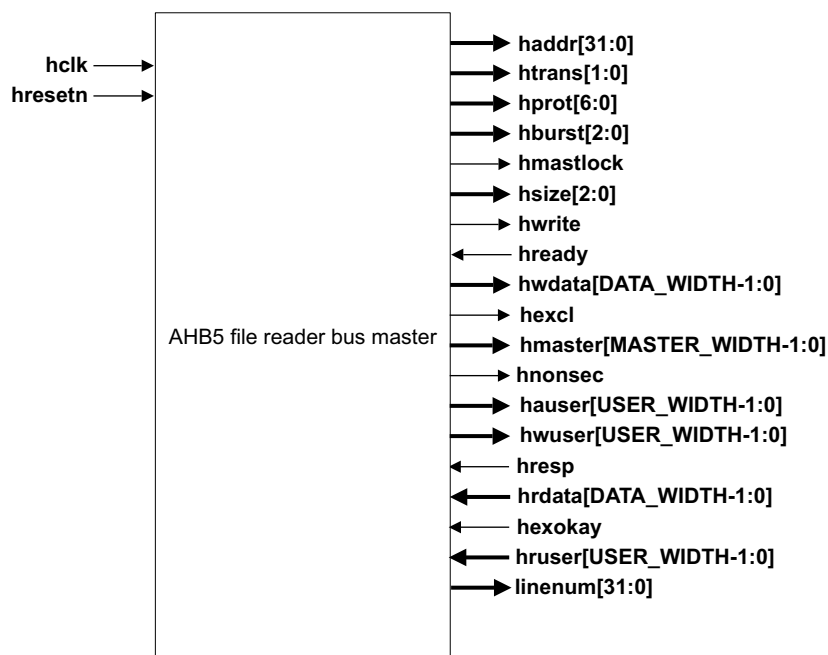 haddr[31:0]
hclk
htrans[1:0]
hresetn
hprot[6:0]
hburst[2:0]
hmastlock
hsize[2:0]
hwrite
hready
hwdata[DATA_WIDTH-1:0]
hexcl
AHB5 file reader bus master
hmaster[MASTER_WIDTH-1:0]
hnonsec
hauser[USER_WIDTH-1:0]
hwuser[USER_WIDTH-1:0]
hresp
hrdata[DATA_WIDTH-1:0]
hexokay
hruser[USER_WIDTH-1:0]
linenum[31:0]